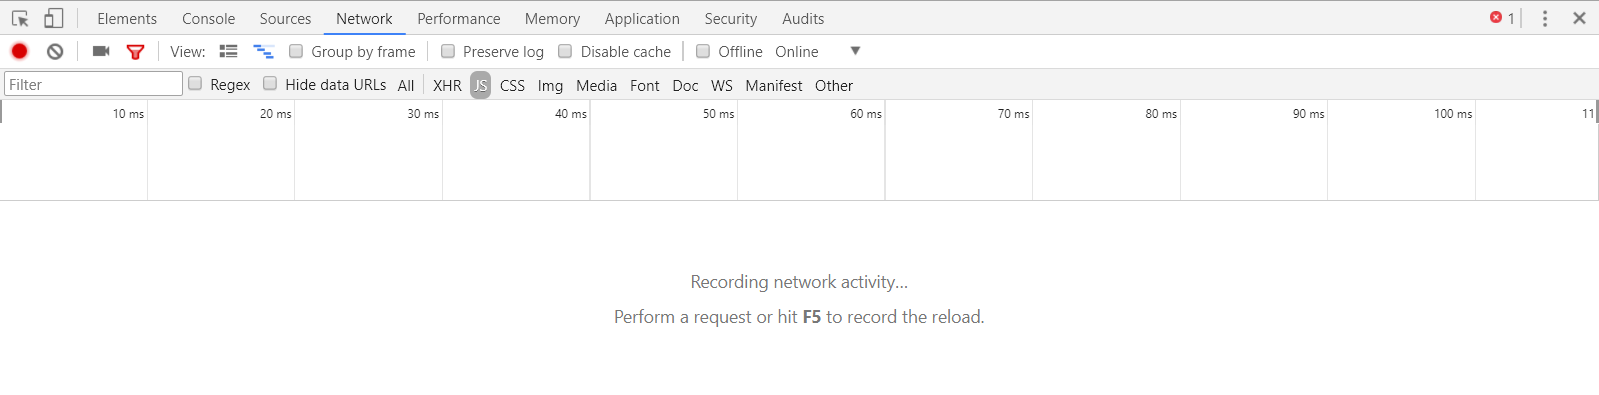 Elements Console Sources Network Performance Memory Application Security Audits 1
View: Group by frame Preserve log Disable cache Offline Online
Filter Regex Hide data URLs All XHR JS CSS Img Media Font Doc WS Manifest Other
10 ms 20 ms 30 ms 40 ms 50 ms 60 ms 70 ms 80 ms 90 ms 100 ms 11
Recording network activity...
Perform a request or hit F5 to record the reload.